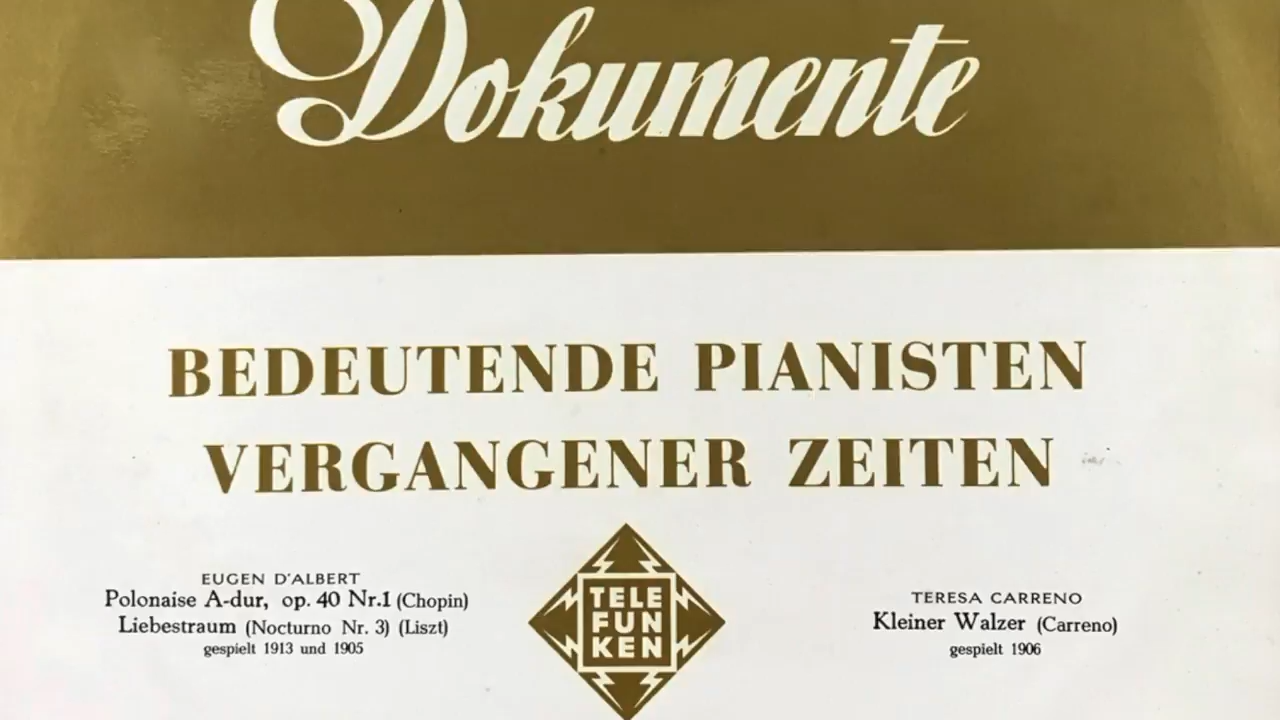 Dokumente
BEDEUTENDE PIANISTEN
VERGANGENER ZEITEN
EUGEN D'ALBERT
Polonaise A-dur, op. 40 Nr.1 (Chopin)
Liebestraum (Nocturno Nr. 3) (Liszt)
gespielt 1913 und 1905
TELE
FUN
KEN
TERESA CARRENO
Kleiner Walzer (Carreno)
gespielt 1906